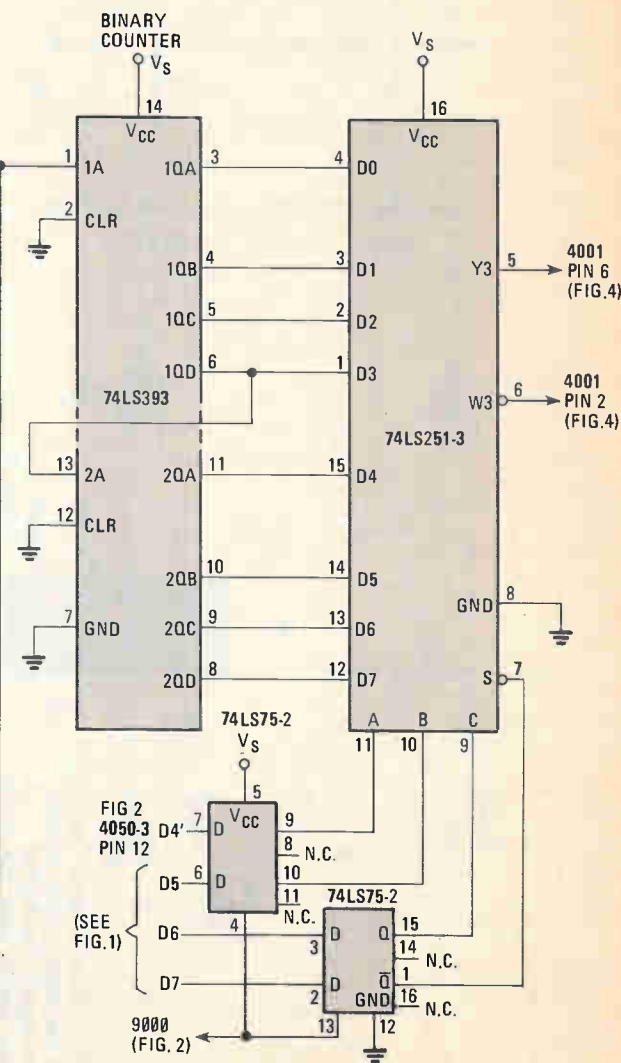 BINARY
COUNTER
VS
VS
14
16
VCC
VCC
1 1A 1QA 3 4 D0
2 CLR
4001
1QB 4 3 D1 Y3 5 PIN 6
(FIG.4)
1QC 5 2 D2
1QD 6 1 D3
4001
W3 6 PIN 2
(FIG.4)
74LS393
74LS251-3
13 2A 2QA 11 15 D4
12 CLR
2QB 10 14 D5
7 GND 2QC 9 13 D6 GND 8
2QD 8 12 D7 S 7
A B C
11 10 9
74LS75-2
VS
5
FIG 2
4050-3
PIN 12
D4' 7 D VCC 9
8 N.C.
D5 6 D 10
11 N.C.
4
74LS75-2
(SEE
FIG.1)
D6 3 D Q 15
14 N.C.
D7 2 D Q̅ 1
GND 16 N.C.
13 12
9000
(FIG. 2)